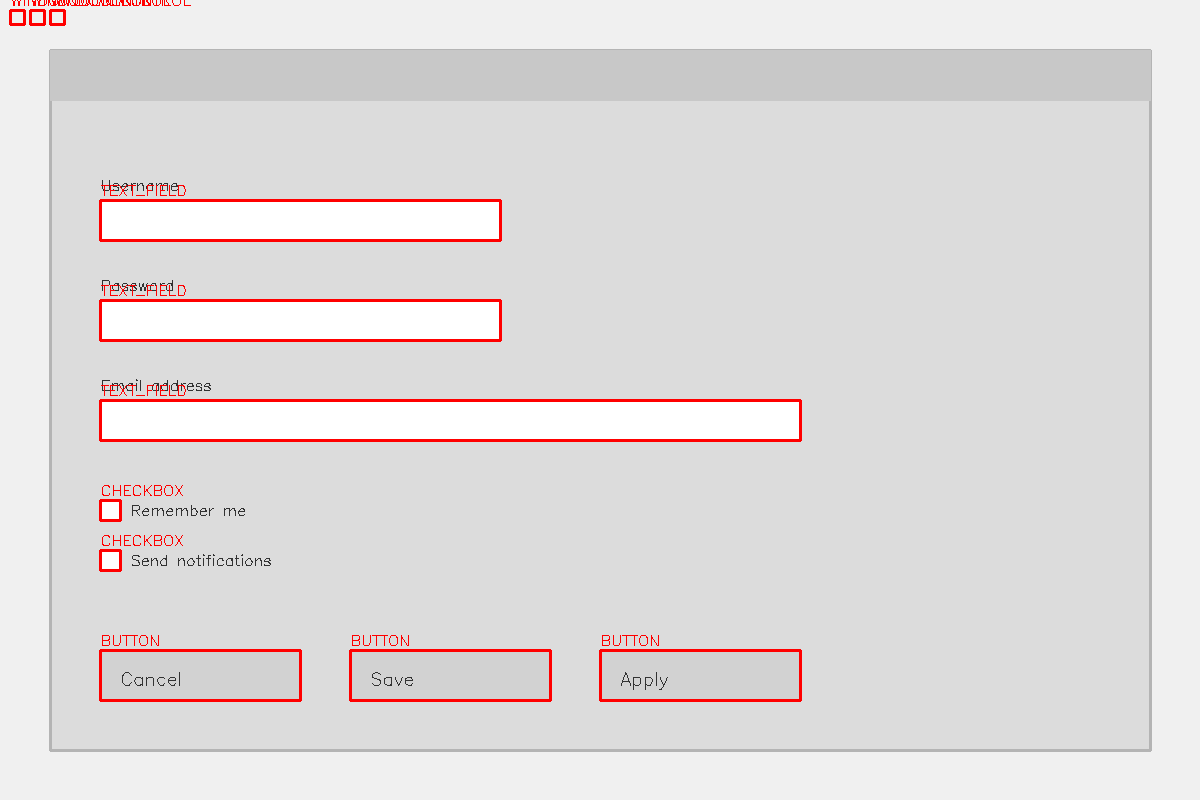 Username
TEXT_FIELD
Password
TEXT_FIELD
Email address
TEXT_FIELD
CHECKBOX
Remember me
CHECKBOX
Send notifications
BUTTON BUTTON BUTTON
Cancel Save Apply